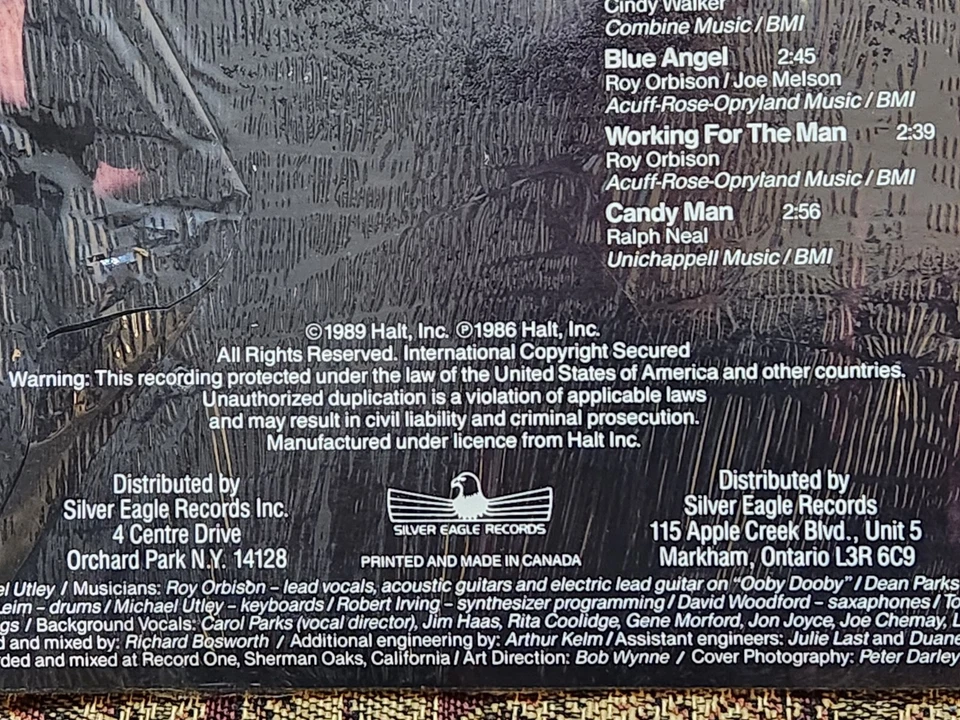 Cindy Walker
Combine Music / BMI
Blue Angel 2:45
Roy Orbison / Joe Melson
Acuff-Rose-Opryland Music / BMI
Working For The Man 2:39
Roy Orbison
Acuff-Rose-Opryland Music / BMI
Candy Man 2:56
Ralph Neal
Unichappell Music / BMI
©1989 Halt, Inc. ℗1986 Halt, Inc.
All Rights Reserved. International Copyright Secured
Warning: This recording protected under the law of the United States of America and other countries.
Unauthorized duplication is a violation of applicable laws
and may result in civil liability and criminal prosecution.
Manufactured under licence from Halt Inc.
Distributed by
Silver Eagle Records Inc.
4 Centre Drive
Orchard Park N.Y. 14128
SILVER EAGLE RECORDS
PRINTED AND MADE IN CANADA
Distributed by
Silver Eagle Records
115 Apple Creek Blvd., Unit 5
Markham, Ontario L3R 6C9
el Utley / Musicians: Roy Orbison – lead vocals, acoustic guitars and electric lead guitar on "Ooby Dooby" / Dean Parks
eim – drums / Michael Utley – keyboards / Robert Irving – synthesizer programming / David Woodford – saxaphones / To
gs / Background Vocals: Carol Parks (vocal director), Jim Haas, Rita Coolidge, Gene Morford, Jon Joyce, Joe Chemay, L
d and mixed by: Richard Bosworth / Additional engineering by: Arthur Kelm / Assistant engineers: Julie Last and Duane
ded and mixed at Record One, Sherman Oaks, California / Art Direction: Bob Wynne / Cover Photography: Peter Darley